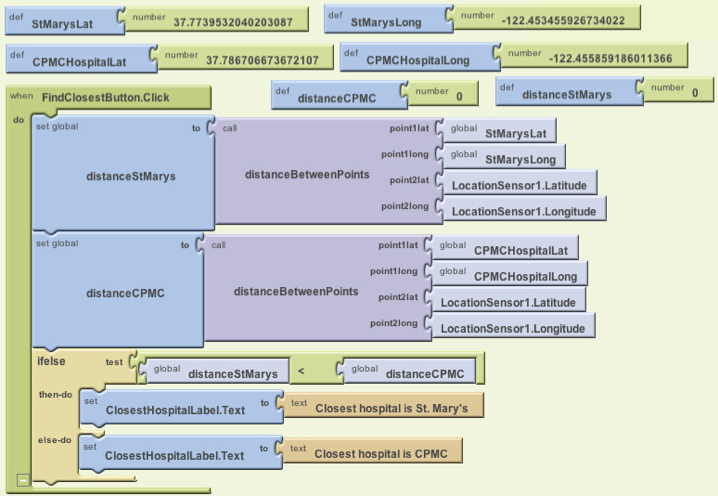 def StMarysLat number 37.7739532040203087 def StMarysLong number -122.453455926734022
def CPMCHospitalLat number 37.786706673672107 def CPMCHospitalLong number -122.455859186011366
when FindClosestButton.Click def distanceCPMC number 0 def distanceStMarys number 0
do set global to call point1lat global StMarysLat
point1long global StMarysLong
distanceStMarys distanceBetweenPoints
point2lat LocationSensor1.Latitude
point2long LocationSensor1.Longitude
set global to call point1lat global CPMCHospitalLat
point1long global CPMCHospitalLong
distanceCPMC distanceBetweenPoints
point2lat LocationSensor1.Latitude
point2long LocationSensor1.Longitude
ifelse test global distanceStMarys < global distanceCPMC
then-do set ClosestHospitalLabel.Text to text Closest hospital is St. Mary's
else-do set ClosestHospitalLabel.Text to text Closest hospital is CPMC